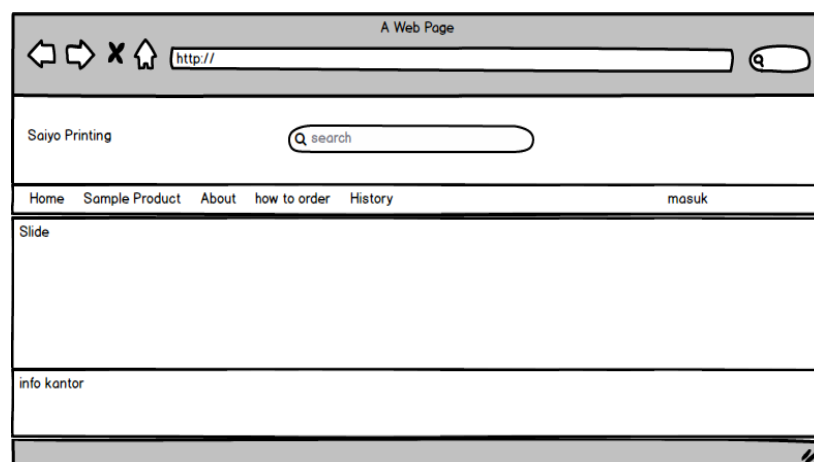 A Web Page
http://
Saiyo Printing
search
Home Sample Product About how to order History masuk
Slide
info kantor